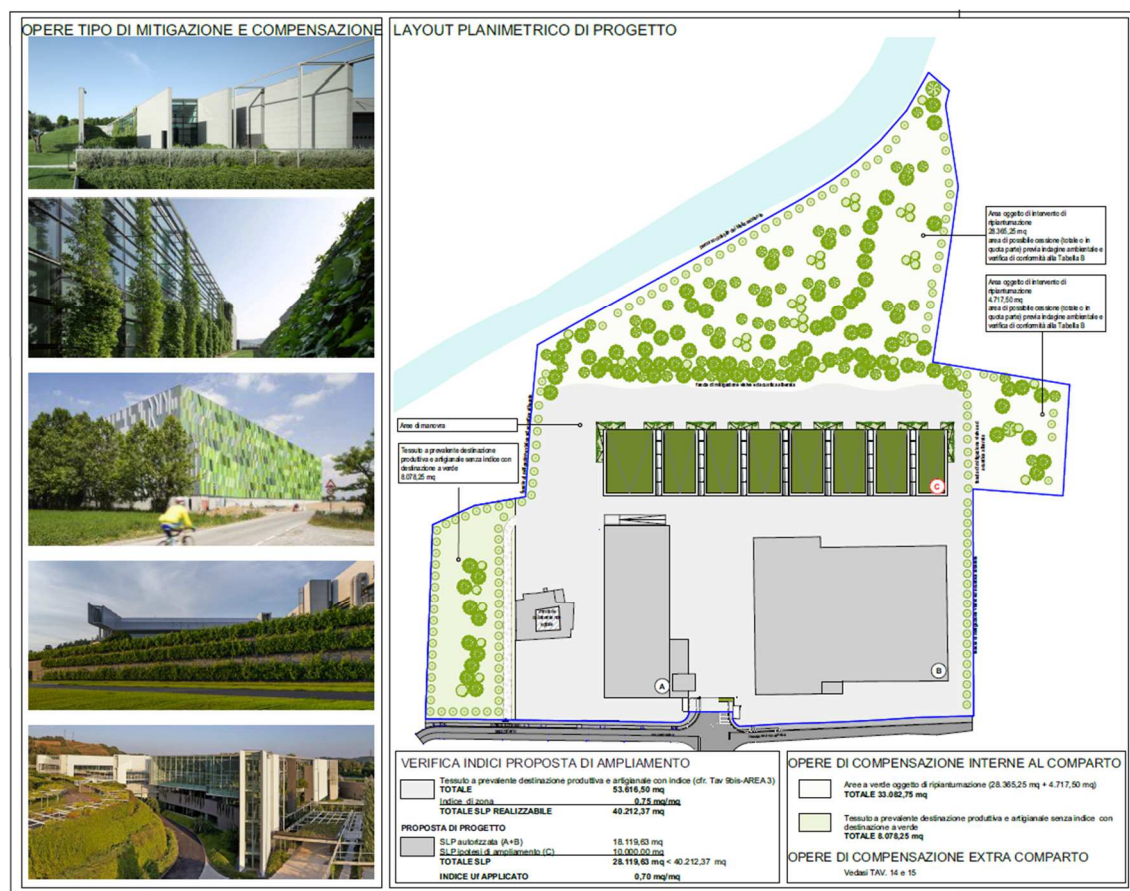 OPERE TIPO DI MITIGAZIONE E COMPENSAZIONE
LAYOUT PLANIMETRICO DI PROGETTO
Area oggetto di intervento di
ripiantumazione
28.365,25 mq
area di possibile cessione (totale o in
quota parte) previa indagine ambientale e
verifica di conformità alla Tabella B
Area oggetto di intervento di
ripiantumazione
4.717,50 mq
area di possibile cessione (totale o in
quota parte) previa indagine ambientale e
verifica di conformità alla Tabella B
Aree di manovra
Tessuto a prevalente destinazione
produttiva e artigianale senza indice con
destinazione a verde
8.078,25 mq
C
A
B
VERIFICA INDICI PROPOSTA DI AMPLIAMENTO
Tessuto a prevalente destinazione produttiva e artigianale con indice (cfr. Tav 9bis-AREA 3)
TOTALE 53.616,50 mq
Indice di zona 0,75 mq/mq
TOTALE SLP REALIZZABILE 40.212,37 mq
PROPOSTA DI PROGETTO
SLP autorizzata (A+B) 18.119,63 mq
SLP ipotesi di ampliamento (C) 10.000,00 mq
TOTALE SLP 28.119,63 mq < 40.212,37 mq
INDICE Uf APPLICATO 0,70 mq/mq
OPERE DI COMPENSAZIONE INTERNE AL COMPARTO
Aree a verde oggetto di ripiantumazione (28.365,25 mq + 4.717,50 mq)
TOTALE 33.082,75 mq
Tessuto a prevalente destinazione produttiva e artigianale senza indice con
destinazione a verde
TOTALE 8.078,25 mq
OPERE DI COMPENSAZIONE EXTRA COMPARTO
Vedasi TAV. 14 e 15